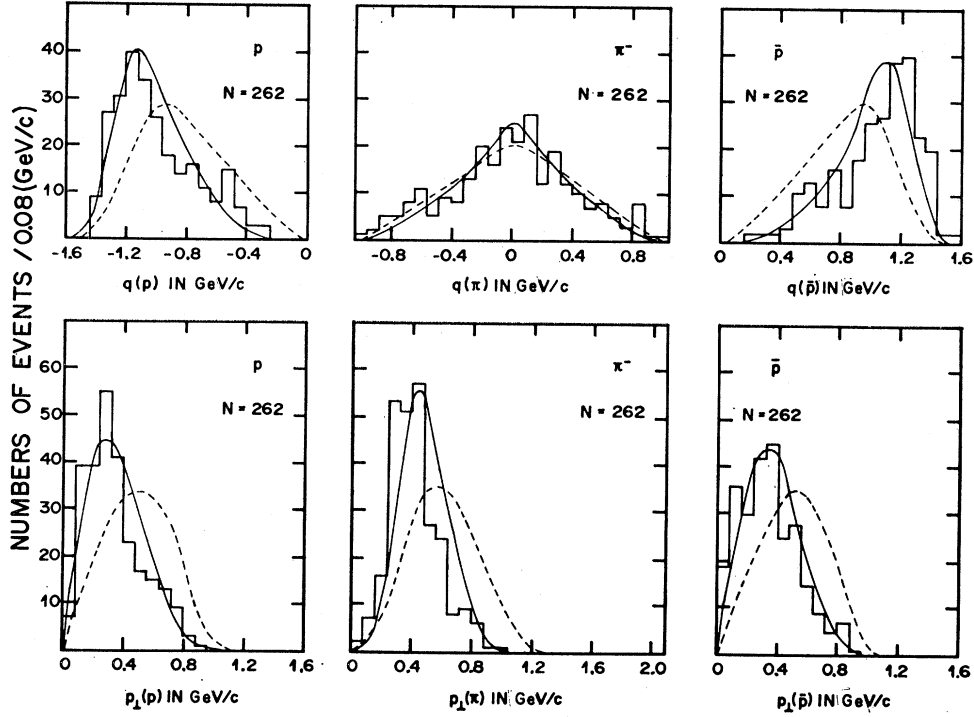 NUMBERS OF EVENTS / 0.08 (GeV/c)
40
30
20
10
p
N = 262
-1.6 -1.2 -0.8 -0.4 0
q(p) IN GeV/c
π⁻
N = 262
-0.8 -0.4 0 0.4 0.8
q(π) IN GeV/c
p̄
N = 262
0 0.4 0.8 1.2 1.6
q(p̄) IN GeV/c
60
50
40
30
20
10
p
N = 262
0 0.4 0.8 1.2 1.6
p⊥(p) IN GeV/c
π⁻
N = 262
0 0.4 0.8 1.2 1.6 2.0
p⊥(π) IN GeV/c
p̄
N = 262
0 0.4 0.8 1.2 1.6
p⊥(p̄) IN GeV/c